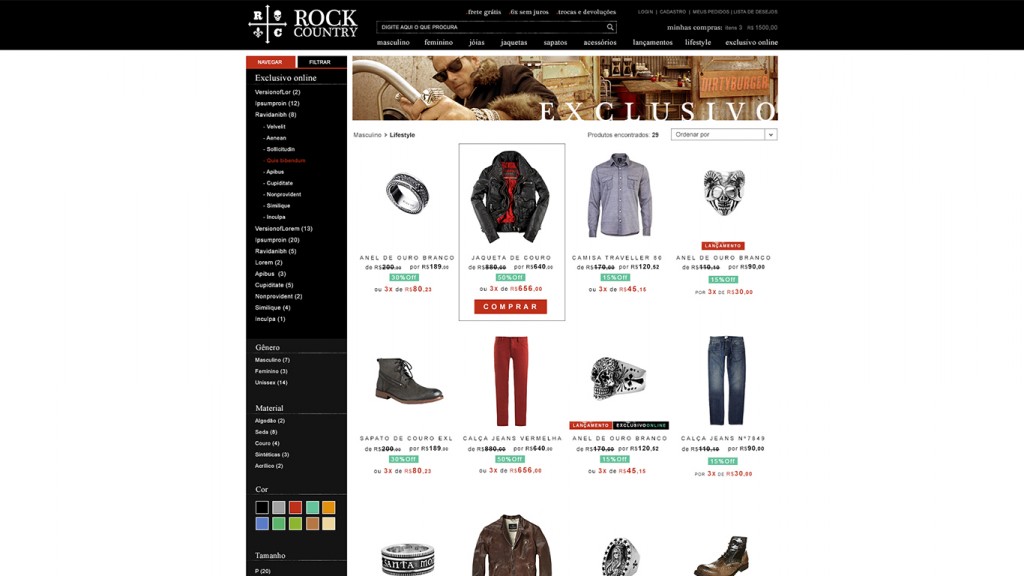 R C
ROCK
COUNTRY
.frete grátis .6x sem juros .trocas e devoluções
LOGIN | CADASTRO | MEUS PEDIDOS | LISTA DE DESEJOS
DIGITE AQUI O QUE PROCURA
minhas compras: itens 3 R$ 1500,00
masculino feminino jóias jaquetas sapatos acessórios lançamentos lifestyle exclusivo online
NAVEGAR FILTRAR
Exclusivo online
VersionofLor (2)
Ipsumproin (12)
Ravidanibh (8)
- Velvelit
- Aenean
- Sollicitudin
- Quis bibendum
- Apibus
- Cupiditate
- Nonprovident
- Similique
- Inculpa
VersionofLorem (13)
Ipsumproin (20)
Ravidanibh (5)
Lorem (2)
Apibus (3)
Cupiditate (5)
Nonprovident (2)
Similique (4)
Inculpa (1)
Gênero
Masculino (7)
Feminino (3)
Unissex (14)
Material
Algodão (2)
Seda (8)
Couro (4)
Sintéticas (3)
Acrílico (2)
Cor
Tamanho
P (20)
DIRTYBURGER
EXCLUSIVO
Masculino > Lifestyle
Produtos encontrados: 29
Ordenar por
ANEL DE OURO BRANCO
de R$200,00 por R$189,00
30%Off
ou 3x de R$80,23
JAQUETA DE COURO
de R$880,00 por R$640,00
50%Off
ou 3x de R$656,00
COMPRAR
CAMISA TRAVELLER 56
de R$170,00 por R$120,52
15%Off
ou 3x de R$45,15
LANÇAMENTO
ANEL DE OURO BRANCO
de R$110,10 por R$90,00
15%Off
POR 3X DE R$30,00
SAPATO DE COURO EXL
de R$200,00 por R$189,00
30%Off
ou 3x de R$80,23
CALÇA JEANS VERMELHA
de R$880,00 por R$640,00
50%Off
ou 3x de R$656,00
LANÇAMENTO EXCLUSIVOONLINE
ANEL DE OURO BRANCO
de R$170,00 por R$120,52
15%Off
ou 3x de R$45,15
CALÇA JEANS Nº7849
de R$110,10 por R$90,00
15%Off
POR 3X DE R$30,00
SANTA MO